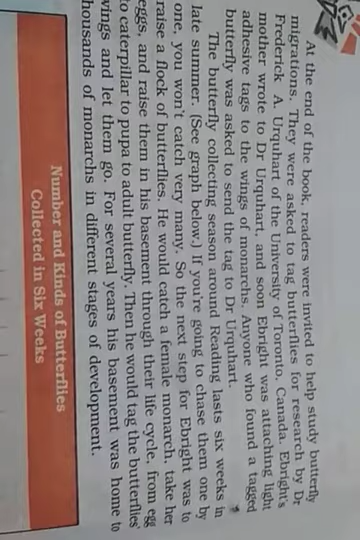 At the end of the book, readers were invited to help study butterfly
migrations. They were asked to tag butterflies for research by Dr
Frederick A. Urquhart of the University of Toronto, Canada. Ebright's
mother wrote to Dr Urquhart, and soon Ebright was attaching light
adhesive tags to the wings of monarchs. Anyone who found a tagged
butterfly was asked to send the tag to Dr Urquhart.
The butterfly collecting season around Reading lasts six weeks in
late summer. (See graph below.) If you're going to chase them one by
one, you won't catch very many. So the next step for Ebright was to
raise a flock of butterflies. He would catch a female monarch, take her
eggs, and raise them in his basement through their life cycle, from egg
to caterpillar to pupa to adult butterfly. Then he would tag the butterflies'
wings and let them go. For several years his basement was home to
thousands of monarchs in different stages of development.
Number and Kinds of Butterflies
Collected in Six Weeks